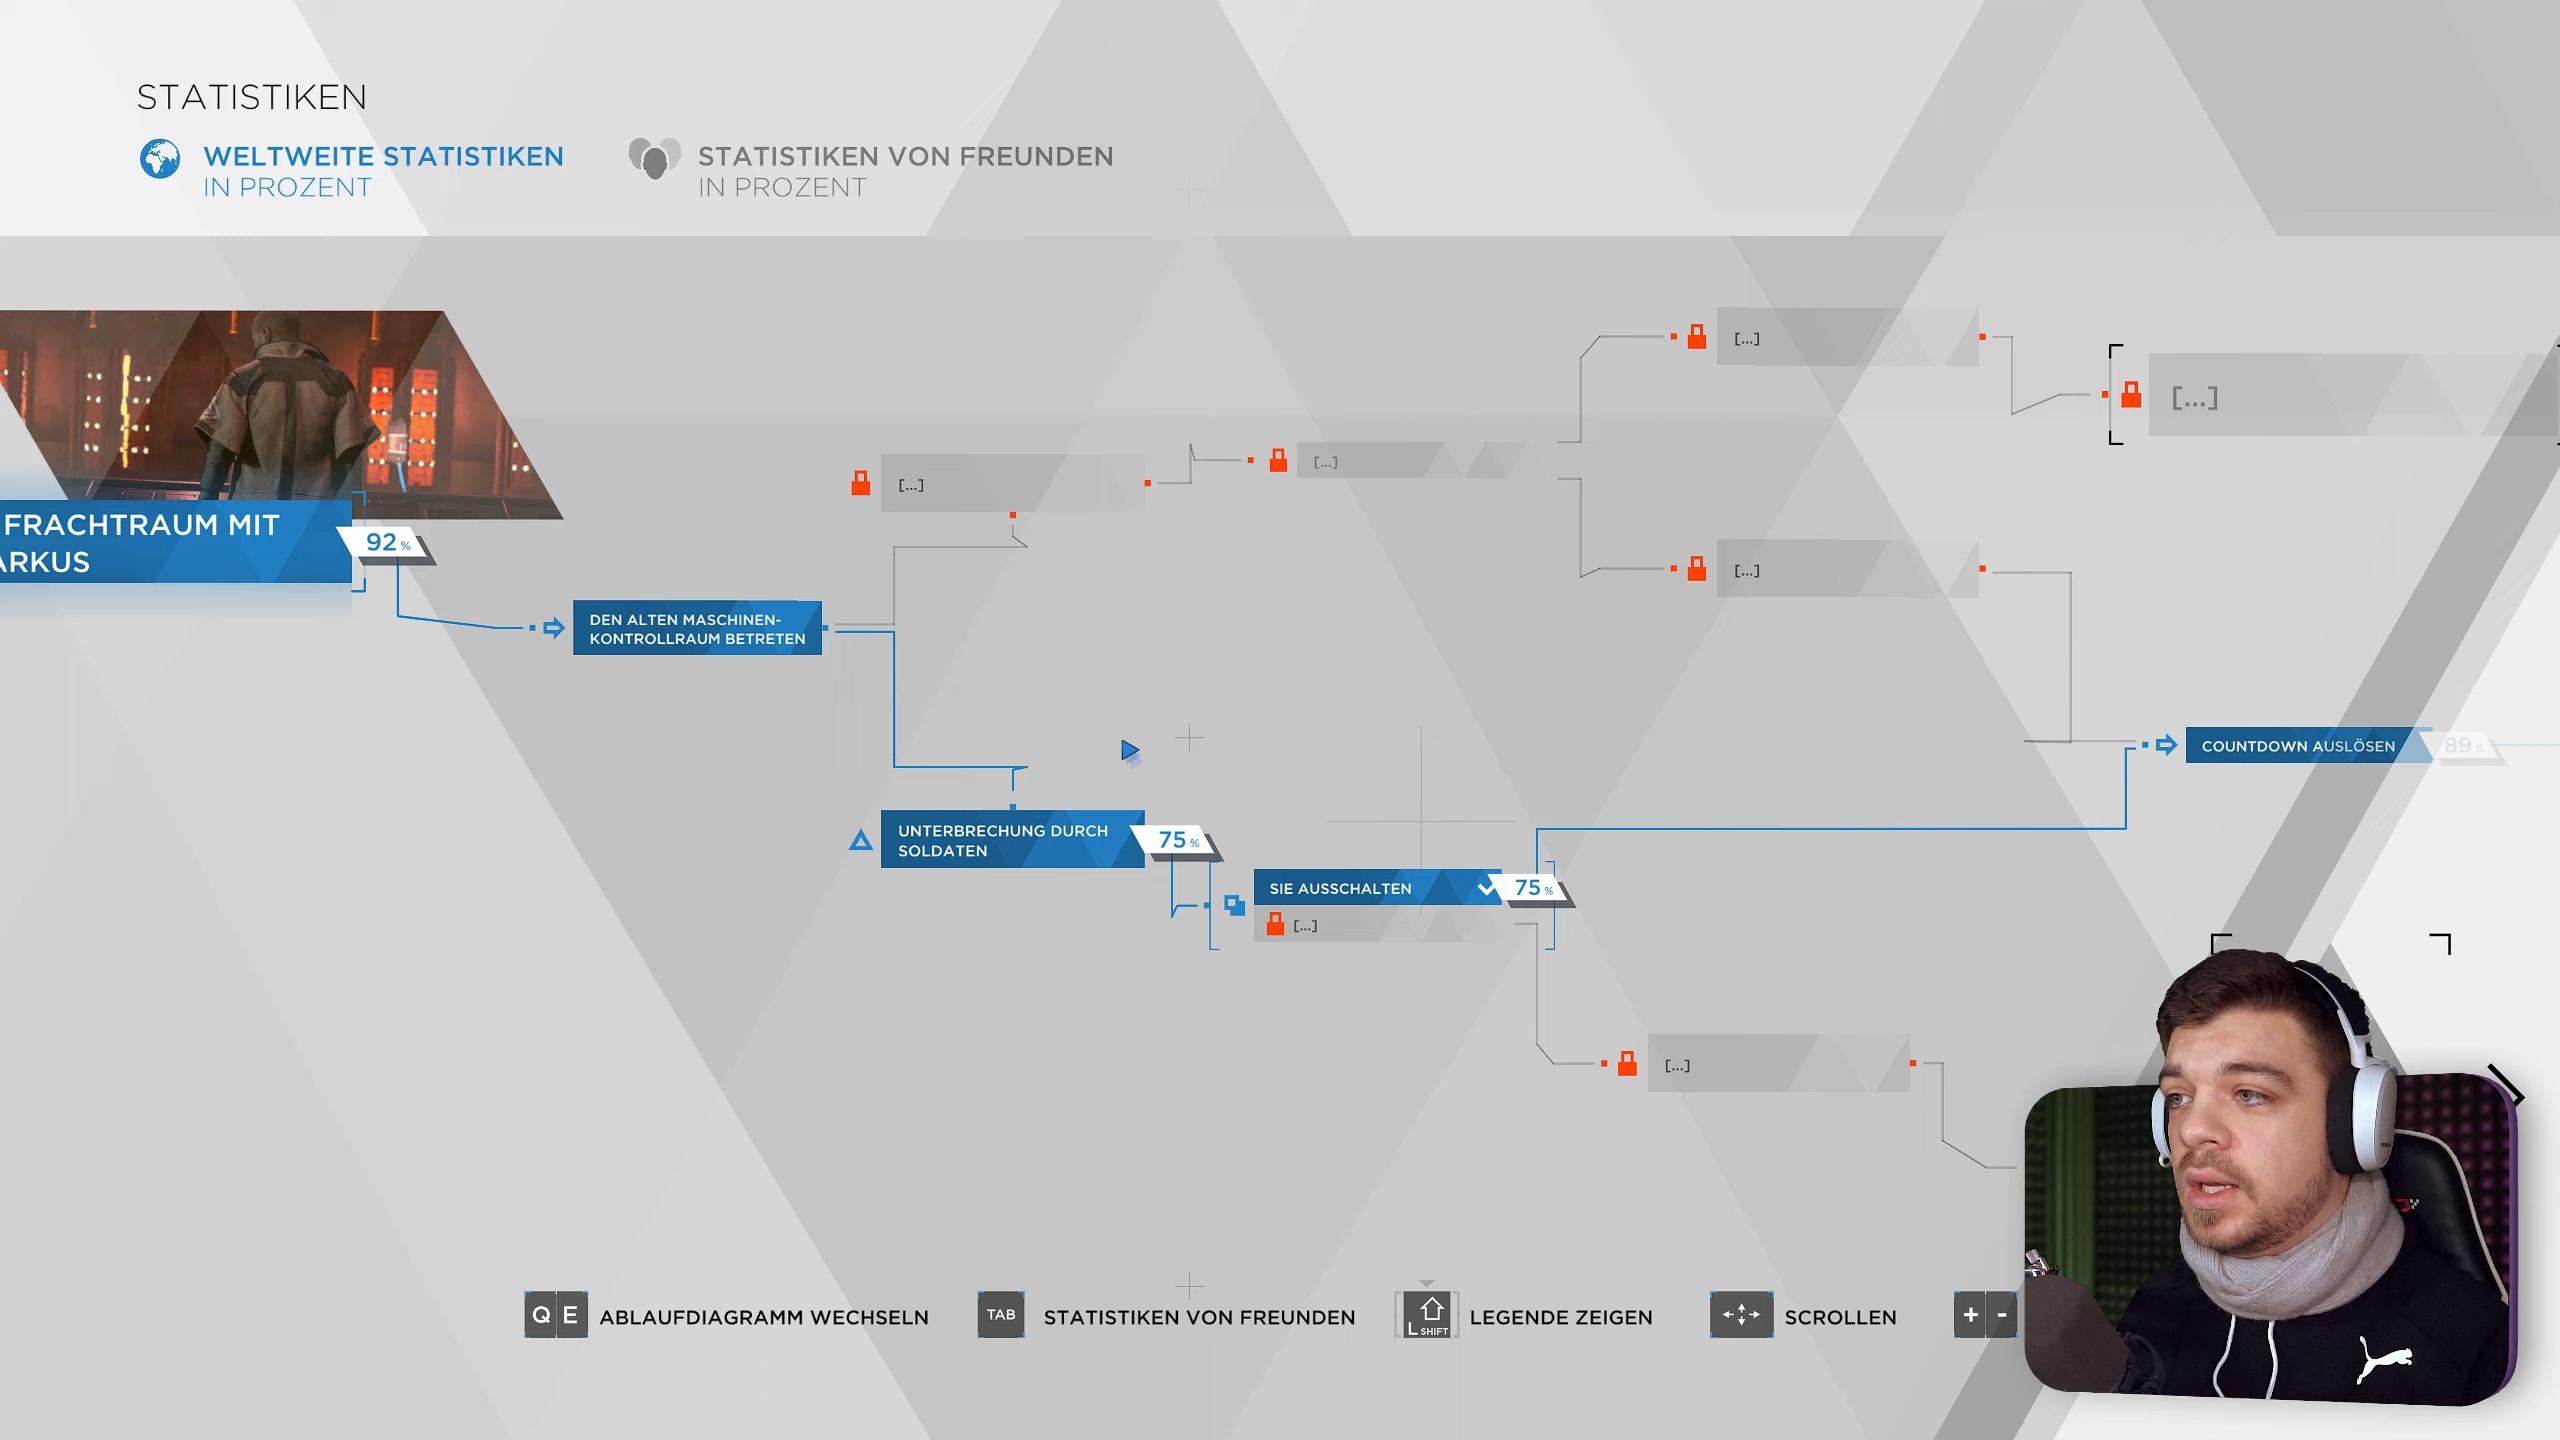 STATISTIKEN
WELTWEITE STATISTIKEN
IN PROZENT
STATISTIKEN VON FREUNDEN
IN PROZENT
[...]
[...]
[...]
[...]
FRACHTRAUM MIT
ARKUS
92 %
[...]
DEN ALTEN MASCHINEN-
KONTROLLRAUM BETRETEN
COUNTDOWN AUSLÖSEN
89 %
UNTERBRECHUNG DURCH
SOLDATEN
75 %
SIE AUSSCHALTEN
75 %
[...]
[...]
Q E ABLAUFDIAGRAMM WECHSELN
TAB STATISTIKEN VON FREUNDEN
L SHIFT LEGENDE ZEIGEN
SCROLLEN
+ -